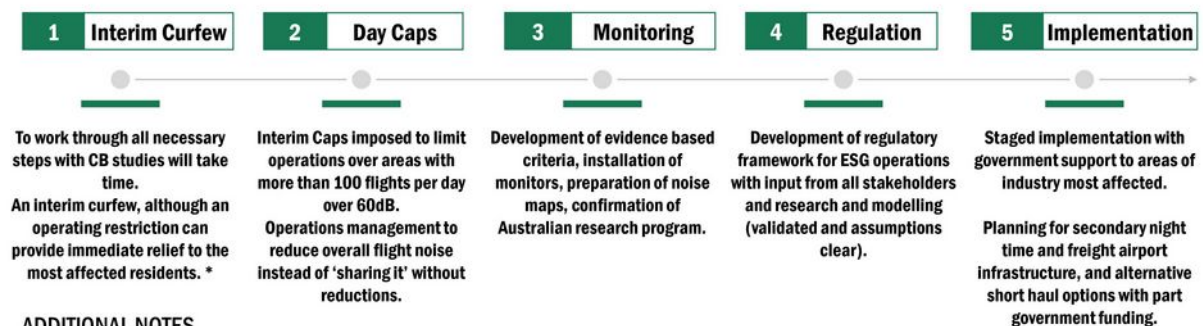 1 Interim Curfew
2 Day Caps
3 Monitoring
4 Regulation
5 Implementation
To work through all necessary
steps with CB studies will take
time.
An interim curfew, although an
operating restriction can
provide immediate relief to the
most affected residents. *
Interim Caps imposed to limit
operations over areas with
more than 100 flights per day
over 60dB.
Operations management to
reduce overall flight noise
instead of ‘sharing it’ without
reductions.
Development of evidence based
criteria, installation of
monitors, preparation of noise
maps, confirmation of
Australian research program.
Development of regulatory
framework for ESG operations
with input from all stakeholders
and research and modelling
(validated and assumptions
clear).
Staged implementation with
government support to areas of
industry most affected.
Planning for secondary night
time and freight airport
infrastructure, and alternative
short haul options with part
government funding.
ADDITIONAL NOTES